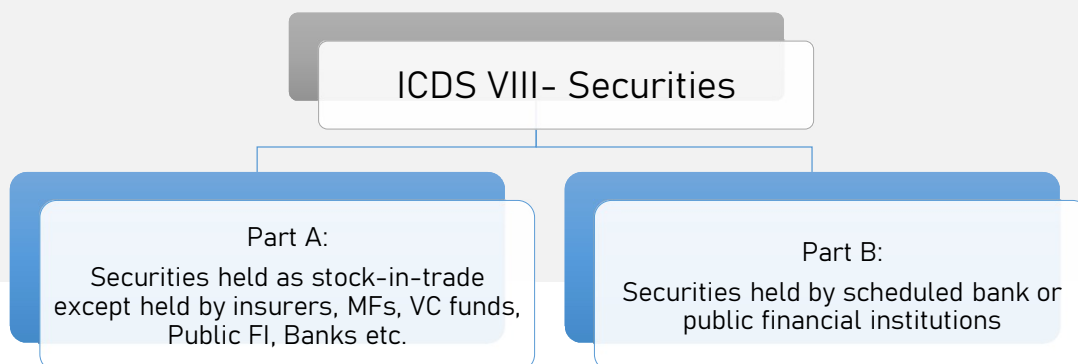 ICDS VIII- Securities
Part A:
Securities held as stock-in-trade
except held by insurers, MFs, VC funds,
Public FI, Banks etc.
Part B:
Securities held by scheduled bank or
public financial institutions